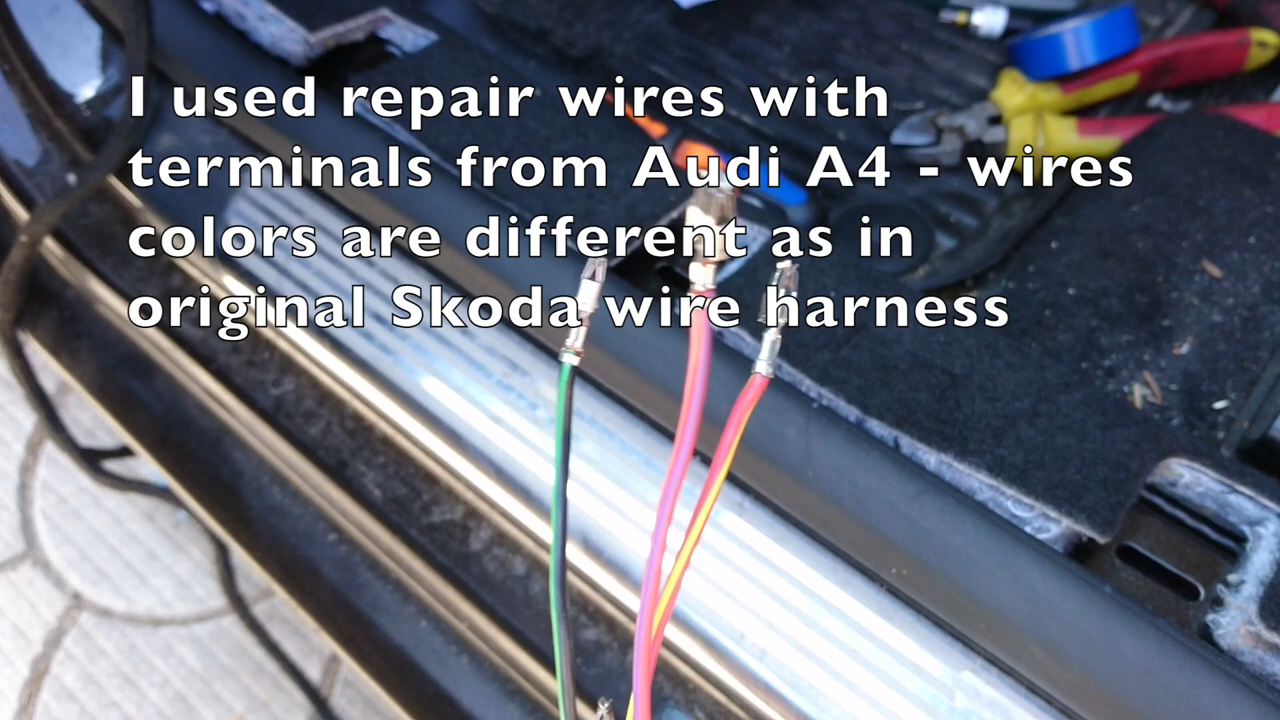 I used repair wires with
terminals from Audi A4 - wires
colors are different as in
original Skoda wire harness